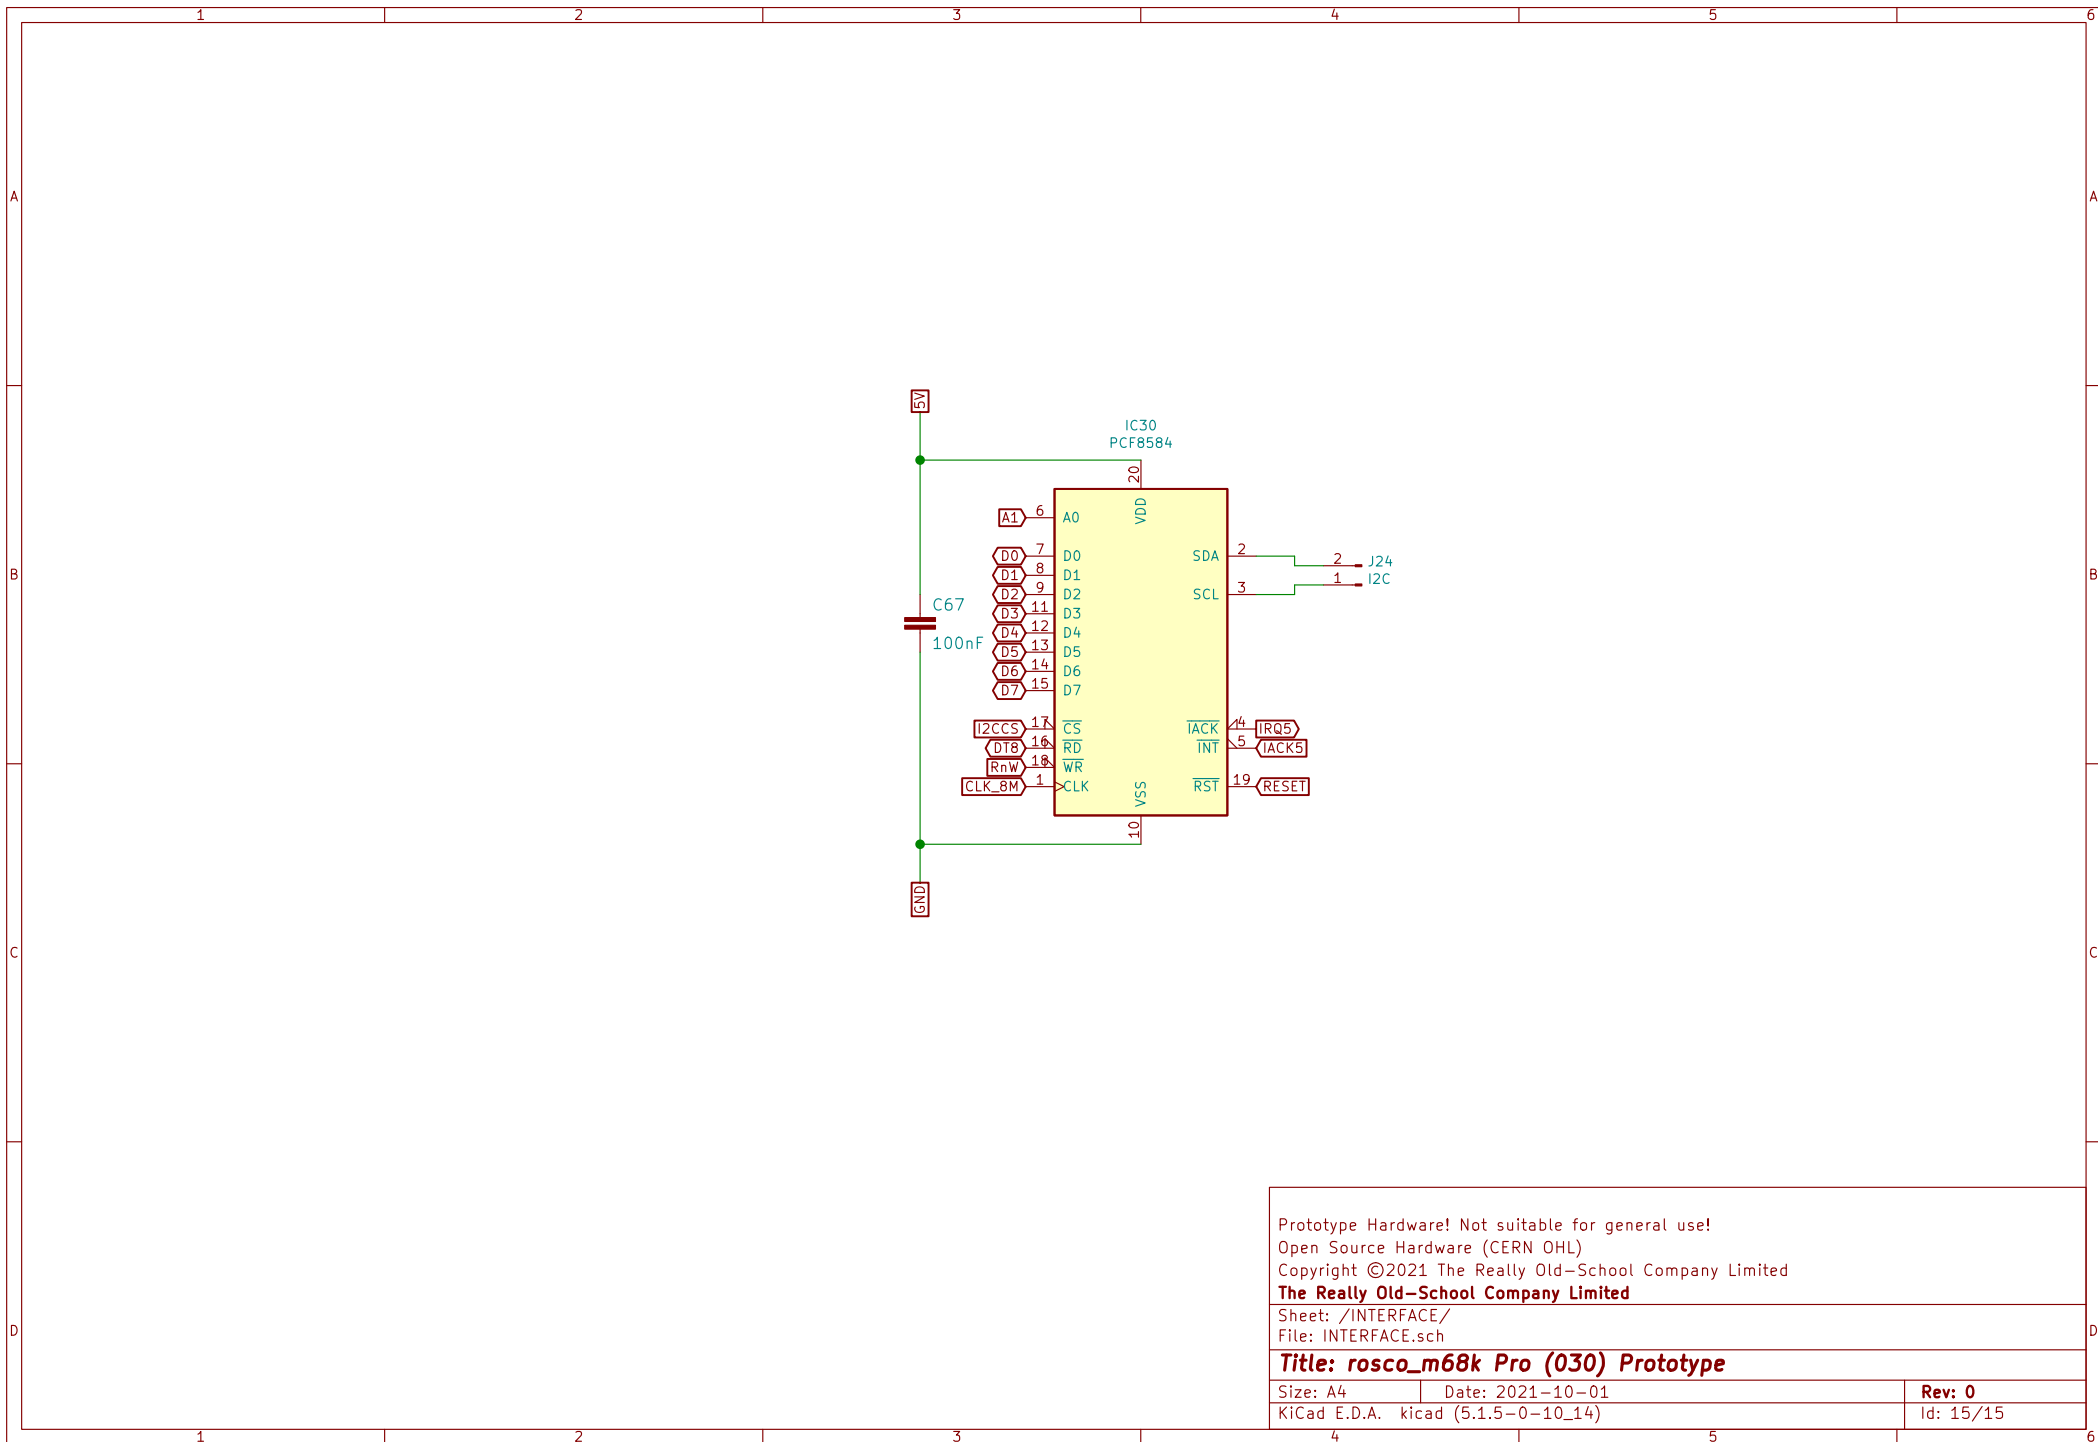 1 2 3 4 5 6
A A
5V
IC30
PCF8584
20
VDD
A1 6 A0
D0 7 D0 SDA 2
2 J24
D1 8 D1
1 I2C
B B
D2 9 D2 SCL 3
C67
D3 11 D3
D4 12 D4
100nF
D5 13 D5
D6 14 D6
D7 15 D7
I2CCS 17 CS IACK 4 IRQ5
DT8 16 RD INT 5 IACK5
RnW 18 WR
CLK_8M 1 CLK RST 19 RESET
VSS
10
GND
C C
Prototype Hardware! Not suitable for general use!
Open Source Hardware (CERN OHL)
Copyright ©2021 The Really Old-School Company Limited
The Really Old-School Company Limited
Sheet: /INTERFACE/
D D
File: INTERFACE.sch
Title: rosco_m68k Pro (030) Prototype
Size: A4 Date: 2021-10-01 Rev: 0
KiCad E.D.A. kicad (5.1.5-0-10_14) Id: 15/15
1 2 3 4 5 6